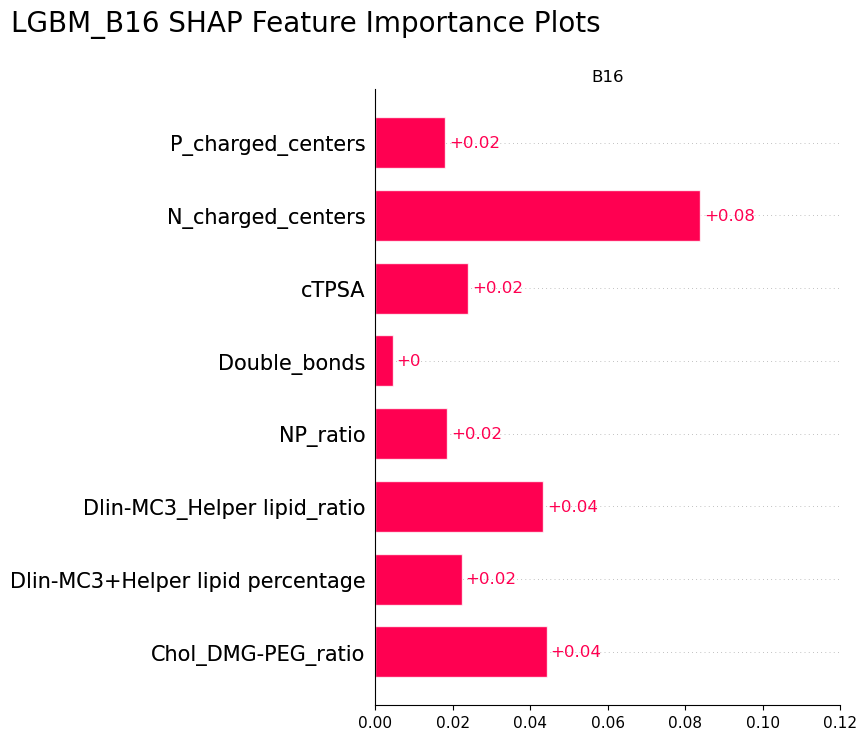 LGBM_B16 SHAP Feature Importance Plots
B16
P_charged_centers
+0.02
N_charged_centers
+0.08
cTPSA
+0.02
Double_bonds
+0
NP_ratio
+0.02
Dlin-MC3_Helper lipid_ratio
+0.04
Dlin-MC3+Helper lipid percentage
+0.02
Chol_DMG-PEG_ratio
+0.04
0.00 0.02 0.04 0.06 0.08 0.10 0.12